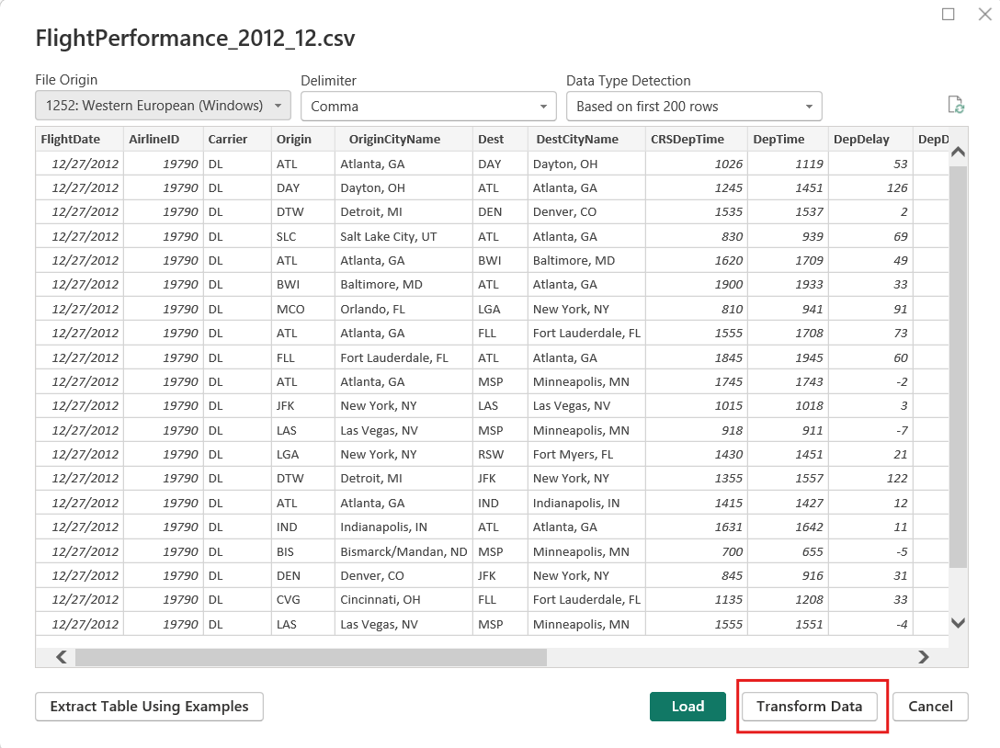 FlightPerformance_2012_12.csv
File Origin Delimiter Data Type Detection
1252: Western European (Windows) Comma Based on first 200 rows
FlightDate AirlineID Carrier Origin OriginCityName Dest DestCityName CRSDepTime DepTime DepDelay DepD
12/27/2012 19790 DL ATL Atlanta, GA DAY Dayton, OH 1026 1119 53
12/27/2012 19790 DL DAY Dayton, OH ATL Atlanta, GA 1245 1451 126
12/27/2012 19790 DL DTW Detroit, MI DEN Denver, CO 1535 1537 2
12/27/2012 19790 DL SLC Salt Lake City, UT ATL Atlanta, GA 830 939 69
12/27/2012 19790 DL ATL Atlanta, GA BWI Baltimore, MD 1620 1709 49
12/27/2012 19790 DL BWI Baltimore, MD ATL Atlanta, GA 1900 1933 33
12/27/2012 19790 DL MCO Orlando, FL LGA New York, NY 810 941 91
12/27/2012 19790 DL ATL Atlanta, GA FLL Fort Lauderdale, FL 1555 1708 73
12/27/2012 19790 DL FLL Fort Lauderdale, FL ATL Atlanta, GA 1845 1945 60
12/27/2012 19790 DL ATL Atlanta, GA MSP Minneapolis, MN 1745 1743 -2
12/27/2012 19790 DL JFK New York, NY LAS Las Vegas, NV 1015 1018 3
12/27/2012 19790 DL LAS Las Vegas, NV MSP Minneapolis, MN 918 911 -7
12/27/2012 19790 DL LGA New York, NY RSW Fort Myers, FL 1430 1451 21
12/27/2012 19790 DL DTW Detroit, MI JFK New York, NY 1355 1557 122
12/27/2012 19790 DL ATL Atlanta, GA IND Indianapolis, IN 1415 1427 12
12/27/2012 19790 DL IND Indianapolis, IN ATL Atlanta, GA 1631 1642 11
12/27/2012 19790 DL BIS Bismarck/Mandan, ND MSP Minneapolis, MN 700 655 -5
12/27/2012 19790 DL DEN Denver, CO JFK New York, NY 845 916 31
12/27/2012 19790 DL CVG Cincinnati, OH FLL Fort Lauderdale, FL 1135 1208 33
12/27/2012 19790 DL LAS Las Vegas, NV MSP Minneapolis, MN 1555 1551 -4
Extract Table Using Examples Load Transform Data Cancel